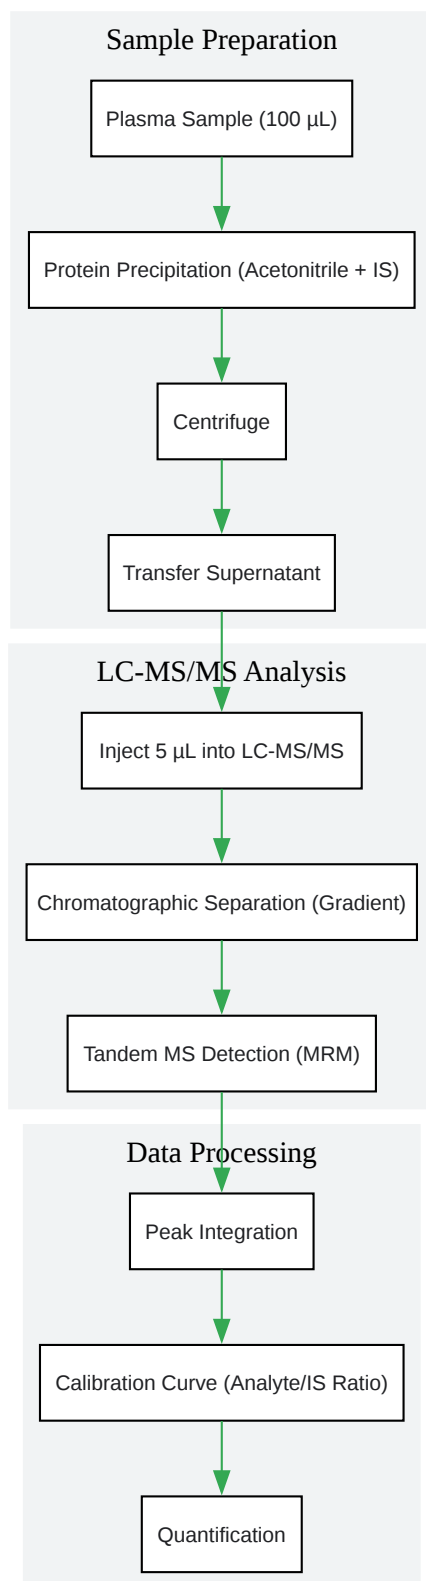 Sample Preparation
Plasma Sample (100 µL)
Protein Precipitation (Acetonitrile + IS)
Centrifuge
Transfer Supernatant
LC-MS/MS Analysis
Inject 5 µL into LC-MS/MS
Chromatographic Separation (Gradient)
Tandem MS Detection (MRM)
Data Processing
Peak Integration
Calibration Curve (Analyte/IS Ratio)
Quantification